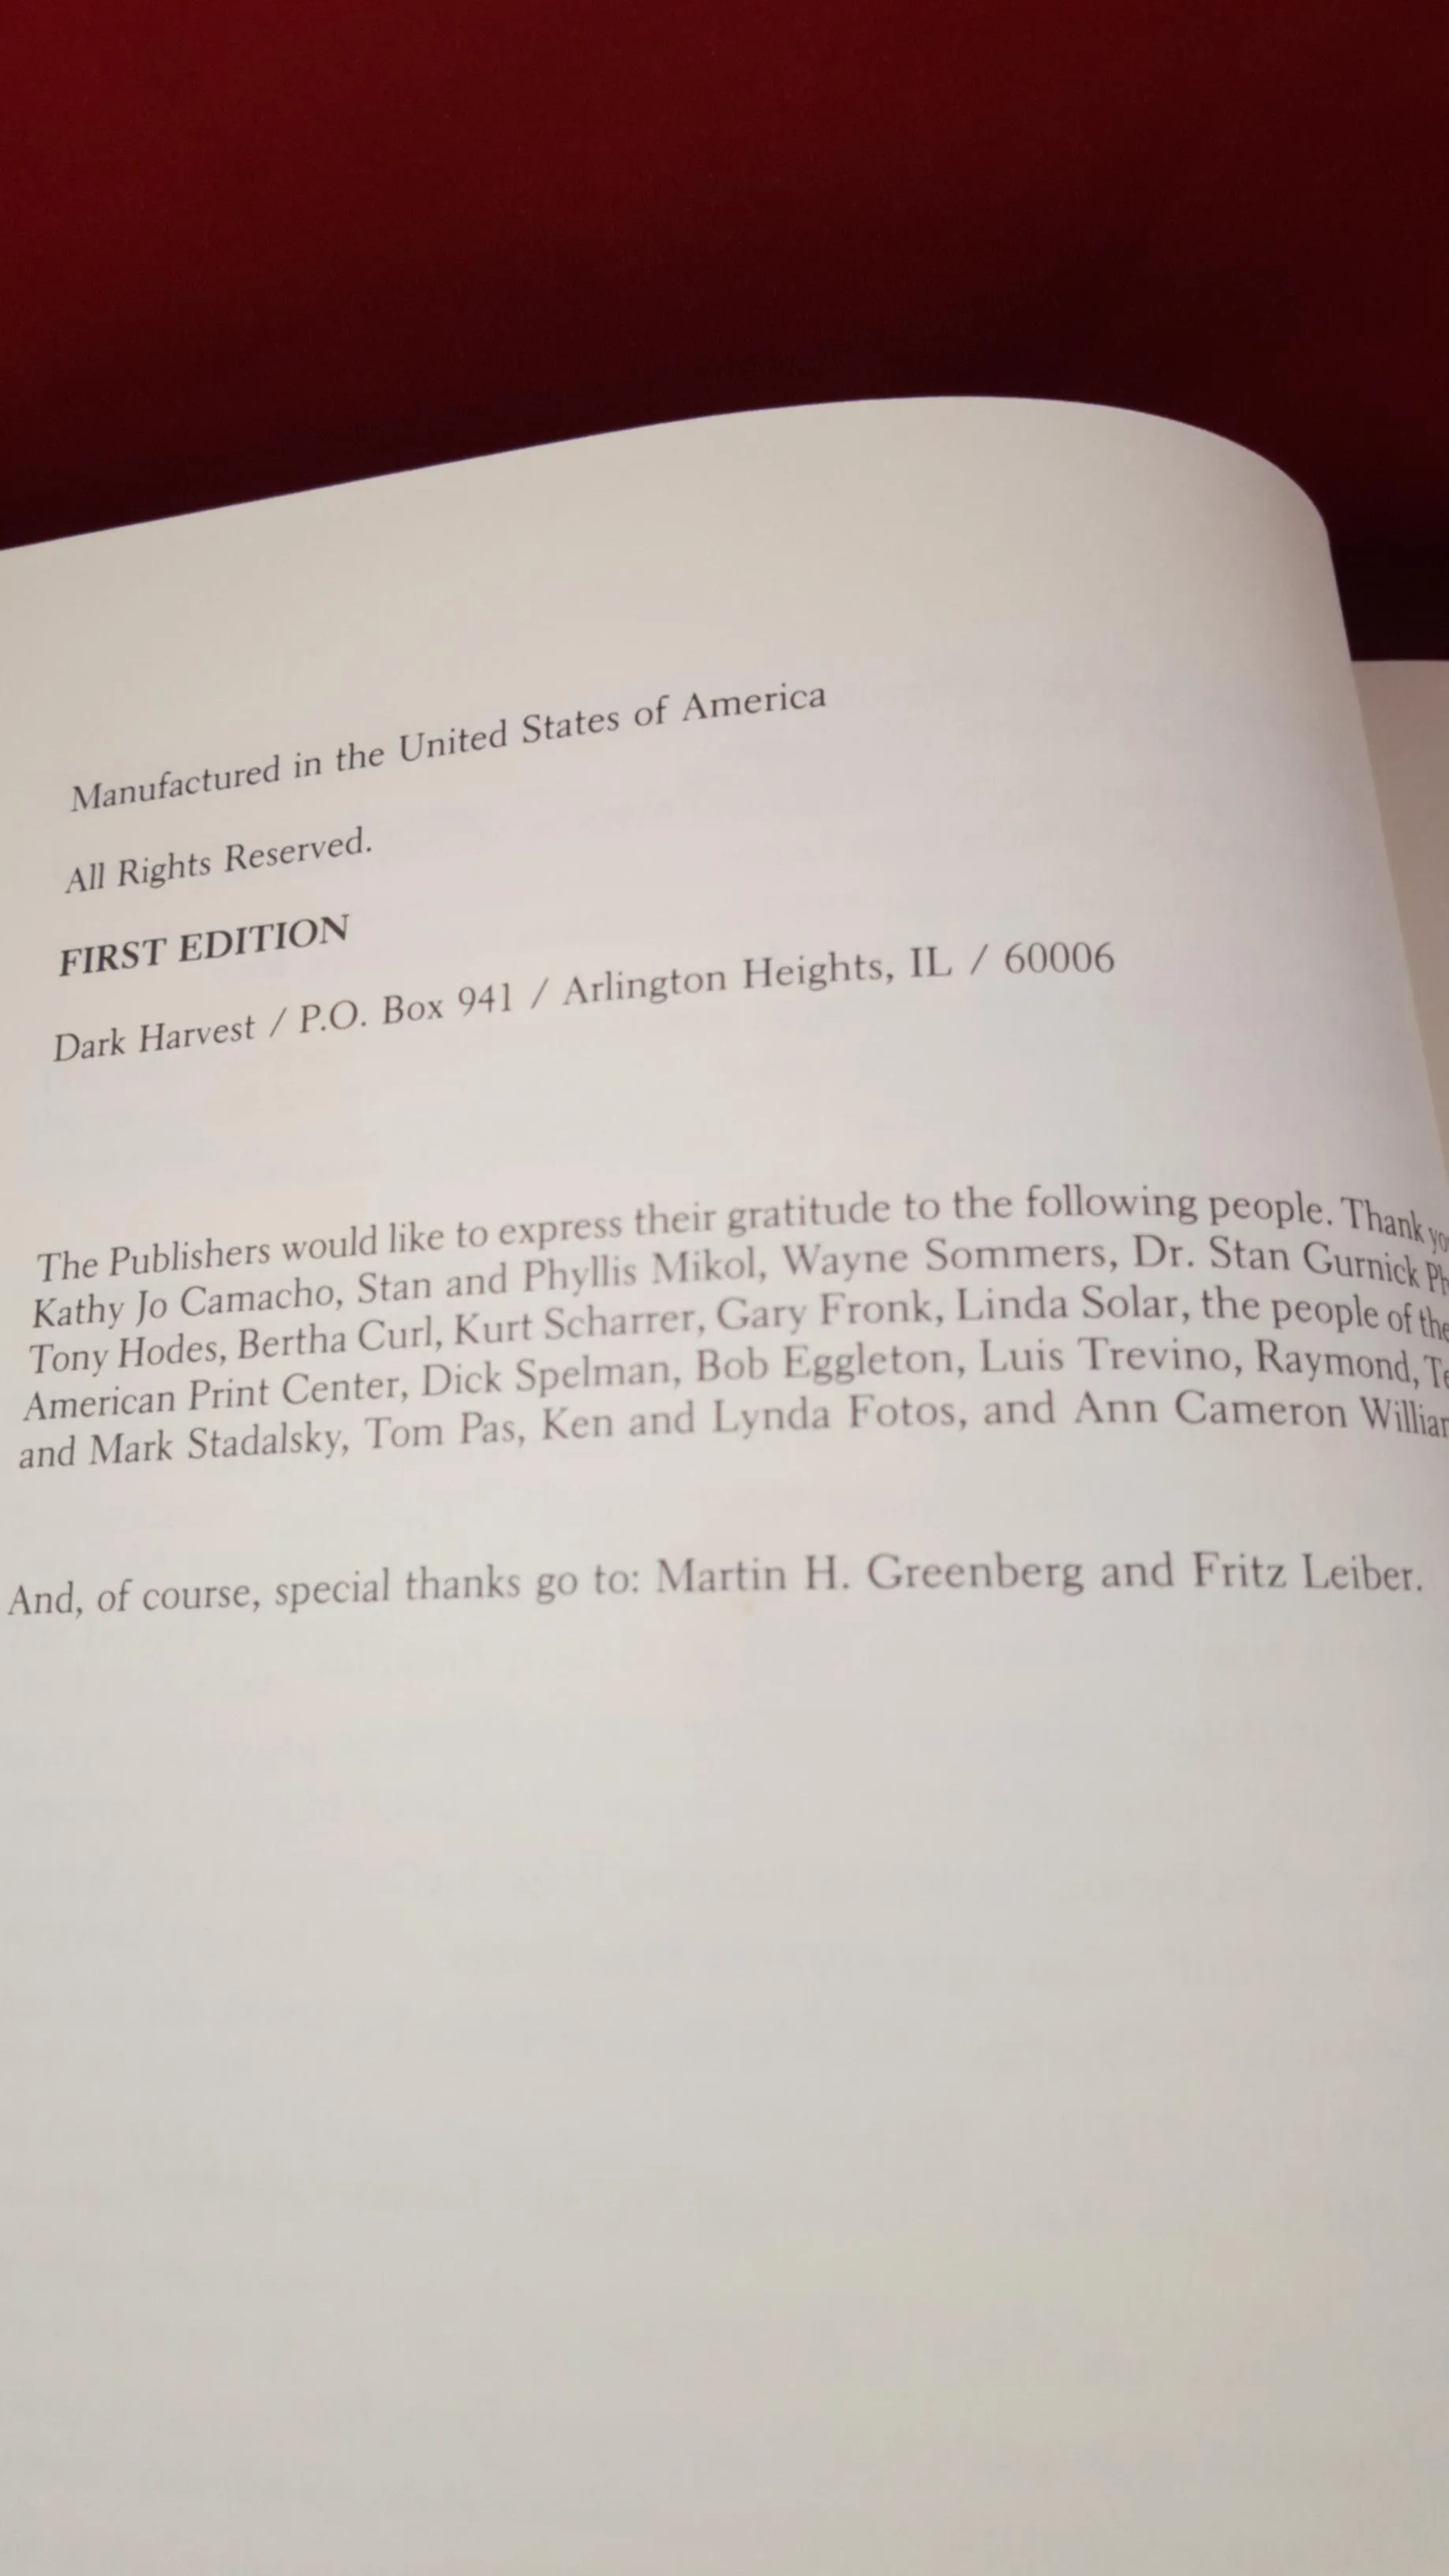 Manufactured in the United States of America
All Rights Reserved.
FIRST EDITION
Dark Harvest / P.O. Box 941 / Arlington Heights, IL / 60006
The Publishers would like to express their gratitude to the following people. Thank
Kathy Jo Camacho, Stan and Phyllis Mikol, Wayne Sommers, Dr. Stan Gurnick
Tony Hodes, Bertha Curl, Kurt Scharrer, Gary Fronk, Linda Solar, the people of the
American Print Center, Dick Spelman, Bob Eggleton, Luis Trevino, Raymond,
and Mark Stadalsky, Tom Pas, Ken and Lynda Fotos, and Ann Cameron
And, of course, special thanks go to: Martin H. Greenberg and Fritz Leiber.